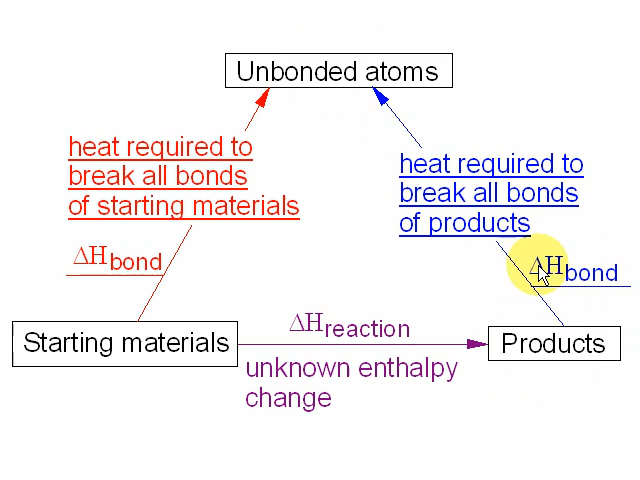 Unbonded atoms
heat required to
break all bonds
of starting materials
heat required to
break all bonds
of products
ΔHbond
ΔHbond
Starting materials
ΔHreaction
unknown enthalpy
change
Products